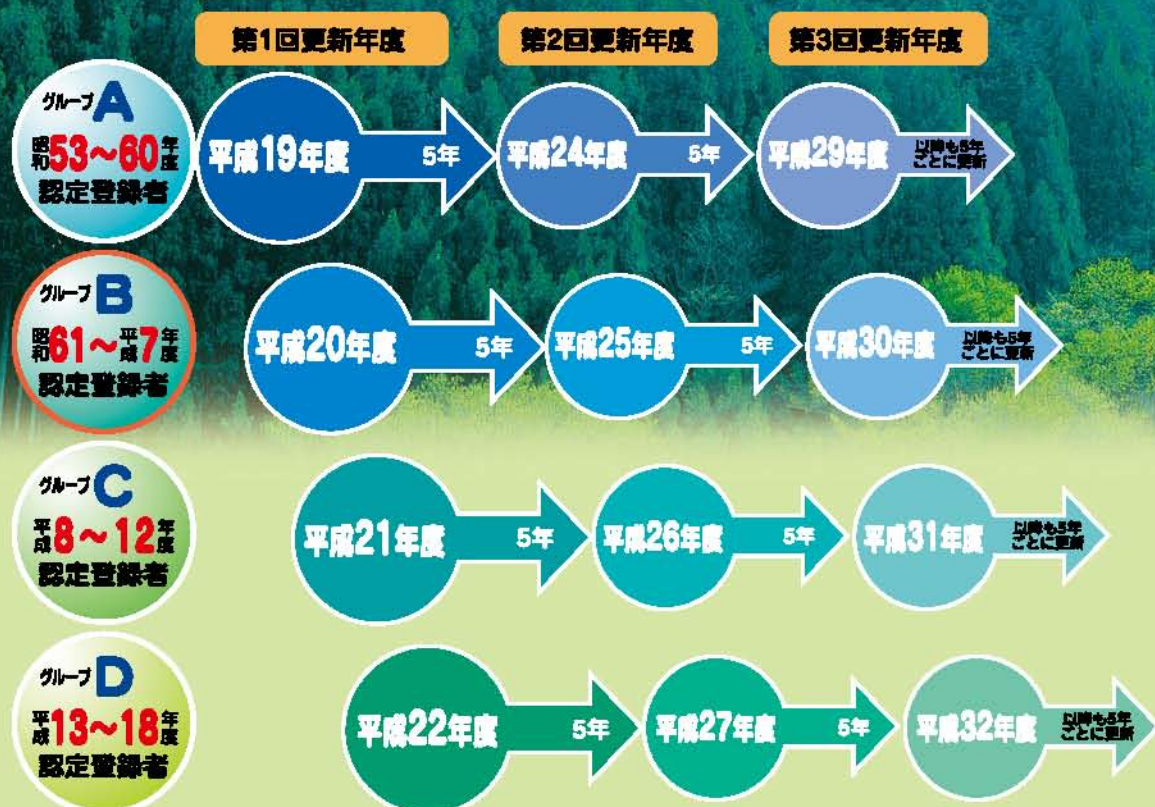 第1回更新年度
第2回更新年度
第3回更新年度
グループA
昭和53～60年度
認定登録者
平成19年度
5年
平成24年度
5年
平成29年度
以降も5年
ごとに更新
グループB
昭和61～平成7年度
認定登録者
平成20年度
5年
平成25年度
5年
平成30年度
以降も5年
ごとに更新
グループC
平成8～12年度
認定登録者
平成21年度
5年
平成26年度
5年
平成31年度
以降も5年
ごとに更新
グループD
平成13～18年度
認定登録者
平成22年度
5年
平成27年度
5年
平成32年度
以降も5年
ごとに更新